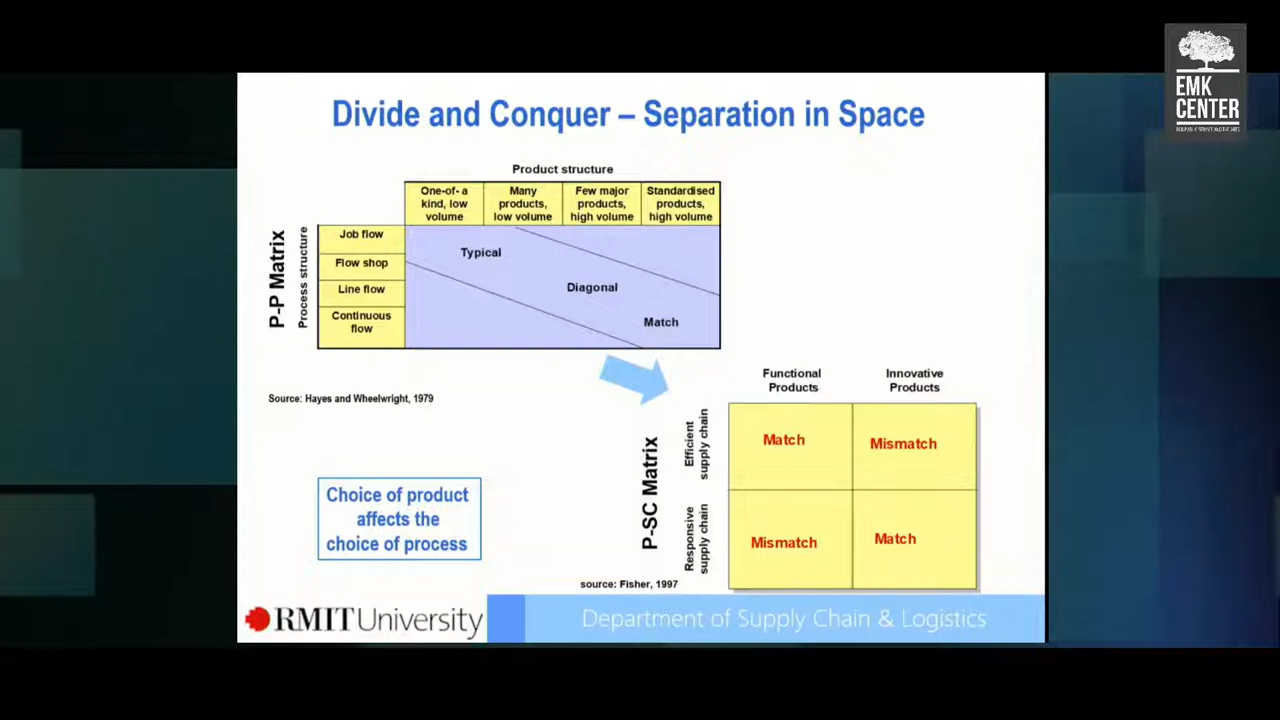 EMK
CENTER
Divide and Conquer – Separation in Space
Product structure
One-of- a
kind, low
volume
Many
products,
low volume
Few major
products,
high volume
Standardised
products,
high volume
P-P Matrix
Process structure
Job flow
Flow shop
Line flow
Continuous
flow
Typical
Diagonal
Match
Source: Hayes and Wheelwright, 1979
Functional
Products
Innovative
Products
P-SC Matrix
Efficient
supply chain
Match
Mismatch
Responsive
supply chain
Mismatch
Match
Choice of product
affects the
choice of process
source: Fisher, 1997
RMIT University
Department of Supply Chain & Logistics